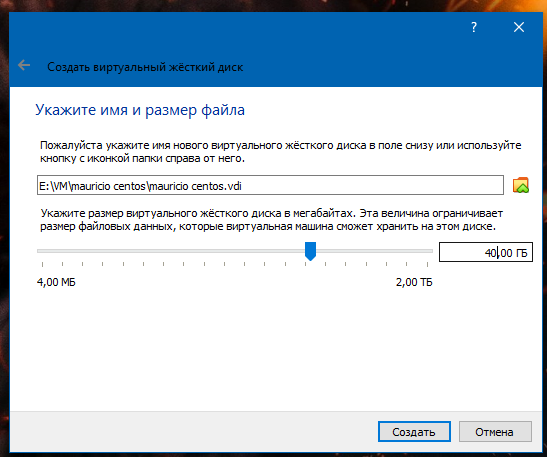 ?
Создать виртуальный жёсткий диск
Укажите имя и размер файла
Пожалуйста укажите имя нового виртуального жёсткого диска в поле снизу или используйте
кнопку с иконкой папки справа от него.
E:\VM\mauricio centos\mauricio centos.vdi
Укажите размер виртуального жёсткого диска в мегабайтах. Эта величина ограничивает
размер файловых данных, которые виртуальная машина сможет хранить на этом диске.
40,00 ГБ
4,00 МБ
2,00 ТБ
Создать
Отмена